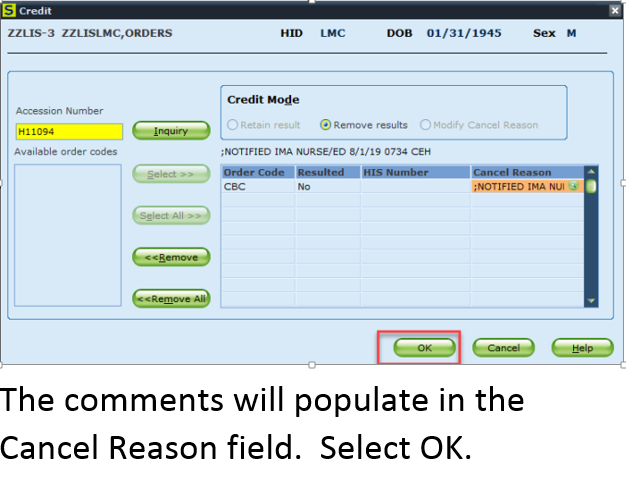 S Credit
ZZLIS-3 ZZLISLMC,ORDERS HID LMC DOB 01/31/1945 Sex M
Credit Mode
Accession Number
Retain result Remove results Modify Cancel Reason
H11094 Inquiry
Available order codes ;NOTIFIED IMA NURSE/ED 8/1/19 0734 CEH
Select >> Order Code Resulted HIS Number Cancel Reason
CBC No ;NOTIFIED IMA NUI
Select All >>
<<Remove
<<Remove All
OK Cancel Help
The comments will populate in the
Cancel Reason field. Select OK.